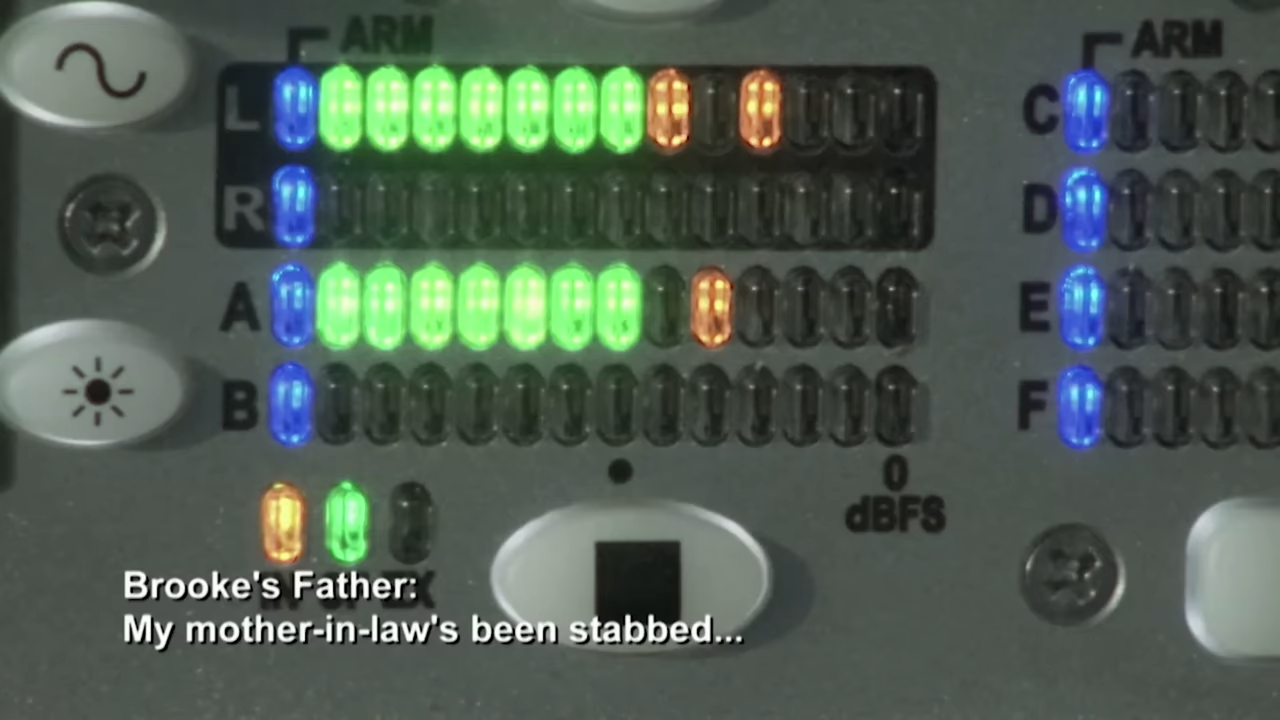 ARM
ARM
L
C
R
D
A
E
B
F
0
dBFS
Brooke's Father:
My mother-in-law's been stabbed...